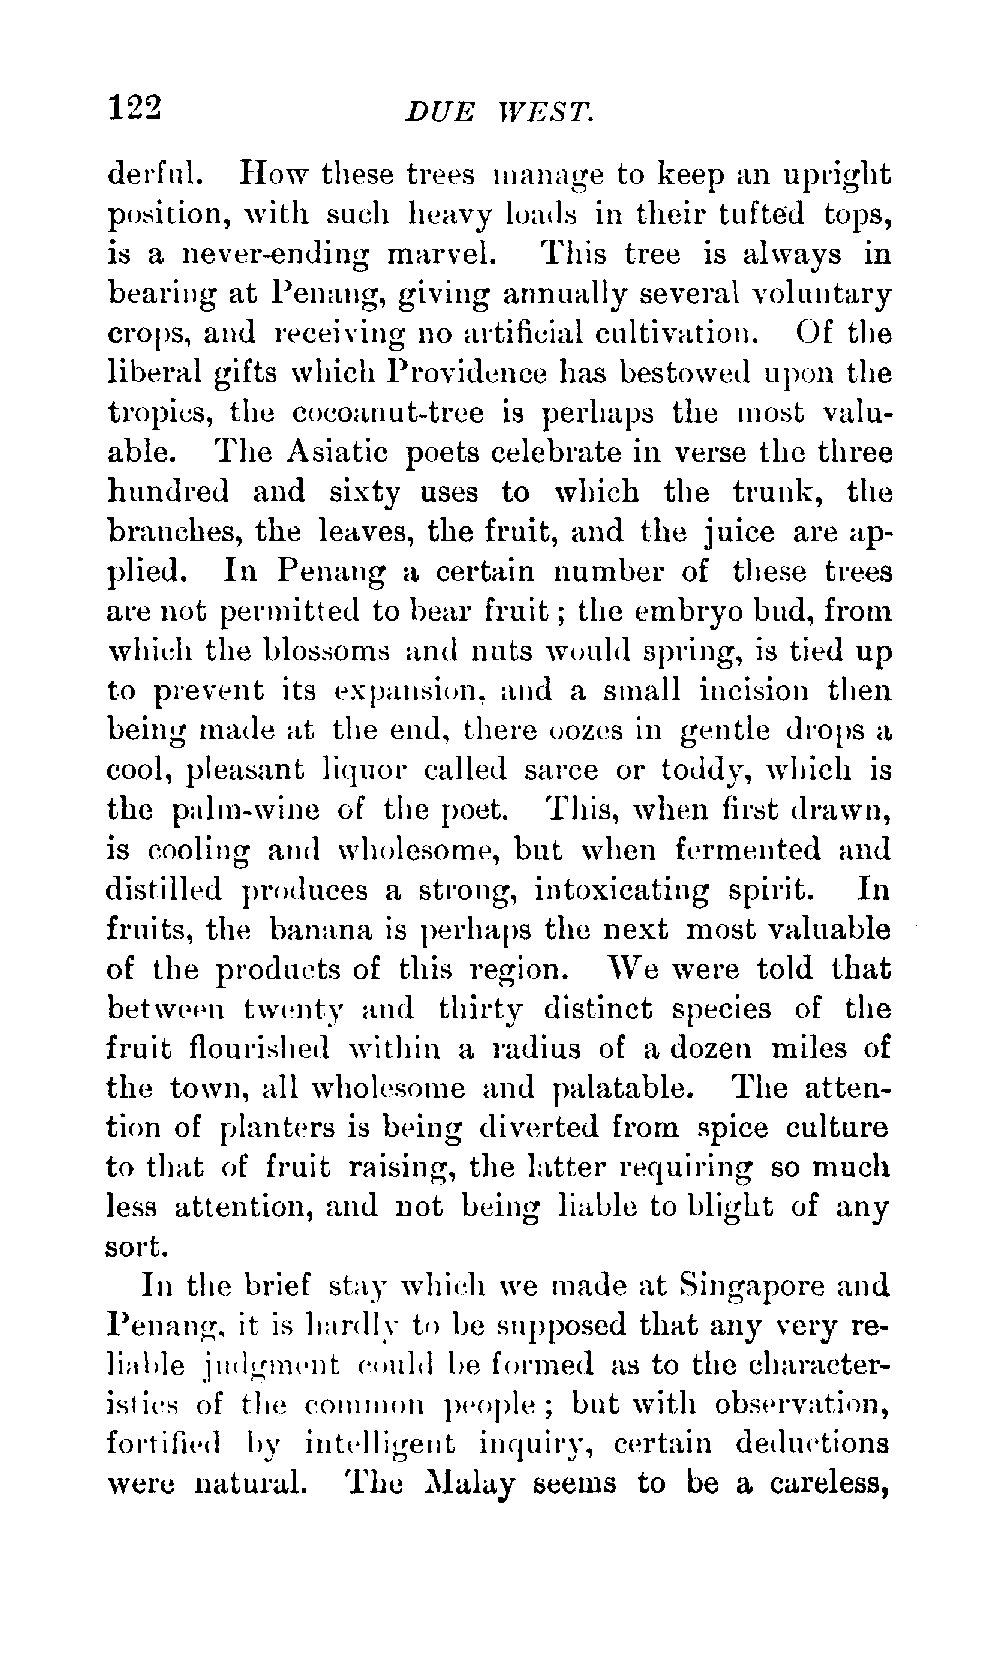 122 DUE WEST.
derful. How these trees manage to keep an upright
position, with such heavy loads in their tufted tops,
is a never-ending marvel. This tree is always in
bearing at Penang, giving annually several voluntary
crops, and receiving no artificial cultivation. Of the
liberal gifts which Providence has bestowed upon the
tropics, the cocoanut-tree is perhaps the most valu-
able. The Asiatic poets celebrate in verse the three
hundred and sixty uses to which the trunk, the
branches, the leaves, the fruit, and the juice are ap-
plied. In Penang a certain number of these trees
are not permitted to bear fruit; the embryo bud, from
which the blossoms and nuts would spring, is tied up
to prevent its expansion, and a small incision then
being made at the end, there oozes in gentle drops a
cool, pleasant liquor called sarce or toddy, which is
the palm-wine of the poet. This, when first drawn,
is cooling and wholesome, but when fermented and
distilled produces a strong, intoxicating spirit. In
fruits, the banana is perhaps the next most valuable
of the products of this region. We were told that
between twenty and thirty distinct species of the
fruit flourished within a radius of a dozen miles of
the town, all wholesome and palatable. The atten-
tion of planters is being diverted from spice culture
to that of fruit raising, the latter requiring so much
less attention, and not being liable to blight of any
sort.
In the brief stay which we made at Singapore and
Penang, it is hardly to be supposed that any very re-
liable judgment could be formed as to the character-
istics of the common people; but with observation,
fortified by intelligent inquiry, certain deductions
were natural. The Malay seems to be a careless,